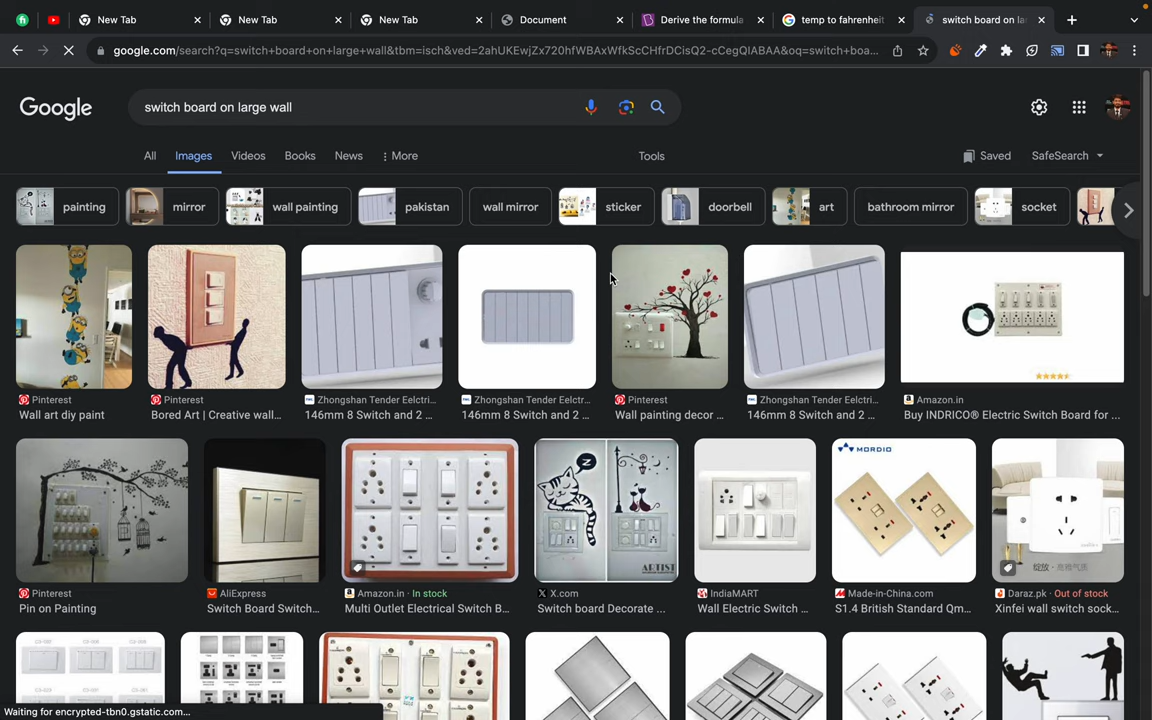 New Tab
New Tab
New Tab
Document
Derive the formula
temp to fahrenheit
switch board on la
google.com/search?q=switch+board+on+large+wall&tbm=isch&ved=2ahUKEwjZx720hfWBAxWfkScCHfrDCisQ2-cCegQIABAA&oq=switch+boa...
Google
switch board on large wall
All
Images
Videos
Books
News
More
Tools
Saved
SafeSearch
painting
mirror
wall painting
pakistan
wall mirror
sticker
doorbell
art
bathroom mirror
socket
Pinterest
Wall art diy paint
Pinterest
Bored Art | Creative wall...
Zhongshan Tender Eelctri...
146mm 8 Switch and 2 ...
Zhongshan Tender Eelctri...
146mm 8 Switch and 2 ...
Pinterest
Wall painting decor ...
Zhongshan Tender Eelctri...
146mm 8 Switch and 2 ...
Amazon.in
Buy INDRICO® Electric Switch Board for ...
MORDIO
Z
ARTIST
绽放
Pinterest
Pin on Painting
AliExpress
Switch Board Switch...
Amazon.in · In stock
Multi Outlet Electrical Switch B...
X.com
Switch board Decorate ...
IndiaMART
Wall Electric Switch ...
Made-in-China.com
S1.4 British Standard Qm...
Daraz.pk · Out of stock
Xinfei wall switch sock...
Waiting for encrypted-tbn0.gstatic.com...